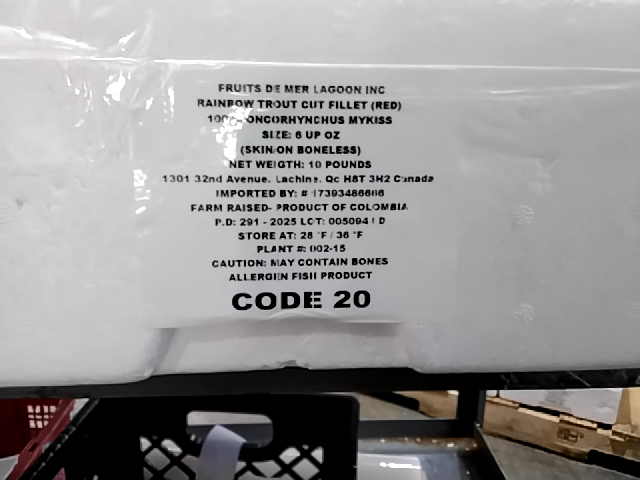 FRUITS DE MER LAGOON INC
RAINBOW TROUT CUT FILLET (RED)
ONCORHYNCHUS MYKISS
SIZE: 6 UP OZ
(SKIN ON BONELESS)
NET WEIGTH: 10 POUNDS
1301 32nd Avenue. Lachine. Qc H8T 3H2 Canada
IMPORTED BY: #
FARM RAISED- PRODUCT OF COLOMBIA
P.D: 291 - 2025 LOT:
STORE AT: 28 °F / 36 °F
PLANT #: 002-15
CAUTION: MAY CONTAIN BONES
ALLERGEN FISH PRODUCT
CODE 20